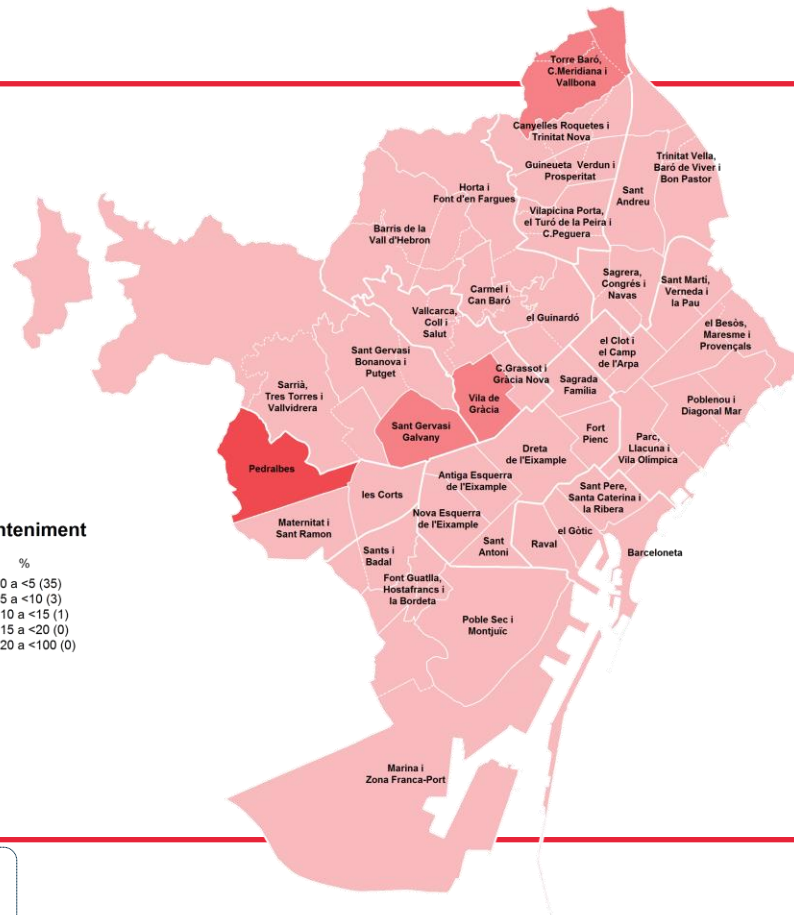 Torre Baró,
C.Meridiana i
Vallbona
Canyelles Roquetes i
Trinitat Nova
Guineueta Verdun i
Prosperitat
Trinitat Vella,
Baró de Viver i
Bon Pastor
Sant
Andreu
Horta i
Font d'en Fargues
Vilapicina Porta,
el Turó de la Peira i
C.Peguera
Barris de la
Vall d'Hebron
Sagrera,
Congrés i
Navas
Sant Martí,
Verneda i
la Pau
Carmel i
Can Baró
Vallcarca,
Coll i
Salut
el Guinardó
el Besòs,
Maresme i
Provençals
el Clot i
el Camp
de l'Arpa
Sant Gervasi
Bonanova i
Putget
C.Grassot i
Gràcia Nova
Sagrada
Família
Sarrià,
Tres Torres i
Vallvidrera
Vila de
Gràcia
Poblenou i
Diagonal Mar
Sant Gervasi
Galvany
Fort
Pienc
Parc,
Llacuna i
Vila Olímpica
Dreta
de l'Eixample
Pedralbes
Antiga Esquerra
de l'Eixample
les Corts
Sant Pere,
Santa Caterina i
la Ribera
Maternitat i
Sant Ramon
Nova Esquerra
de l'Eixample
el Gòtic
Sant
Antoni
Raval
Barceloneta
Sants i
Badal
Font Guatlla,
Hostafrancs i
la Bordeta
Poble Sec i
Montjuïc
Marina i
Zona Franca-Port
nteniment
%
0 a <5 (35)
5 a <10 (3)
10 a <15 (1)
15 a <20 (0)
20 a <100 (0)